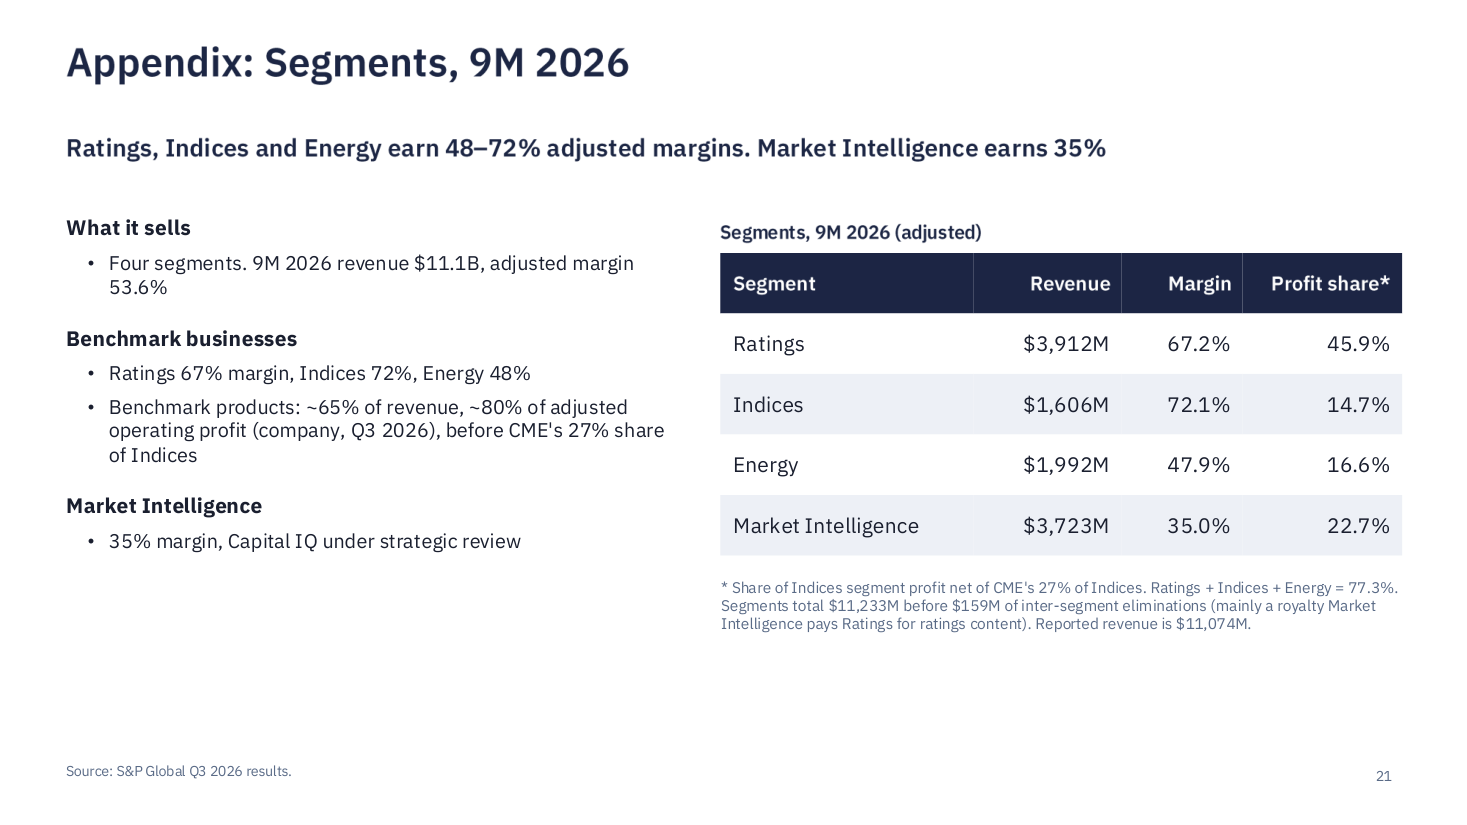 Appendix: Segments, 9M 2026
Ratings, Indices and Energy earn 48–72% adjusted margins. Market Intelligence earns 35%
What it sells
• Four segments. 9M 2026 revenue $11.1B, adjusted margin
53.6%
Benchmark businesses
• Ratings 67% margin, Indices 72%, Energy 48%
• Benchmark products: ~65% of revenue, ~80% of adjusted
operating profit (company, Q3 2026), before CME's 27% share
of Indices
Market Intelligence
• 35% margin, Capital IQ under strategic review
Segments, 9M 2026 (adjusted)
Segment Revenue Margin Profit share*
Ratings $3,912M 67.2% 45.9%
Indices $1,606M 72.1% 14.7%
Energy $1,992M 47.9% 16.6%
Market Intelligence $3,723M 35.0% 22.7%
* Share of Indices segment profit net of CME's 27% of Indices. Ratings + Indices + Energy = 77.3%.
Segments total $11,233M before $159M of inter-segment eliminations (mainly a royalty Market
Intelligence pays Ratings for ratings content). Reported revenue is $11,074M.
Source: S&P Global Q3 2026 results.
21